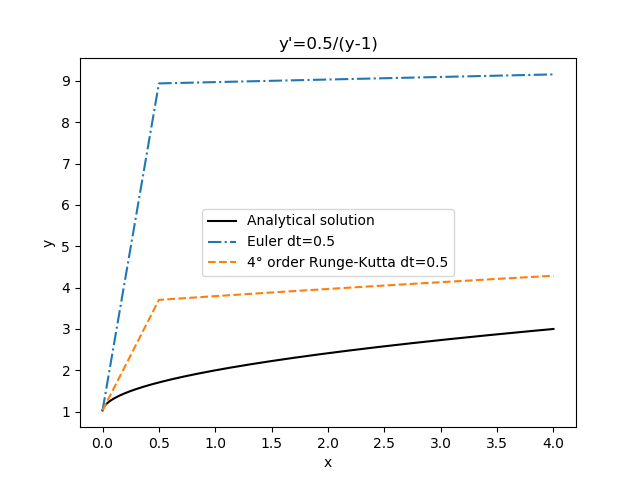 y'=0.5/(y-1)
9
8
7
6
5
4
3
2
1
y
Analytical solution
Euler dt=0.5
4° order Runge-Kutta dt=0.5
0.0 0.5 1.0 1.5 2.0 2.5 3.0 3.5 4.0
x